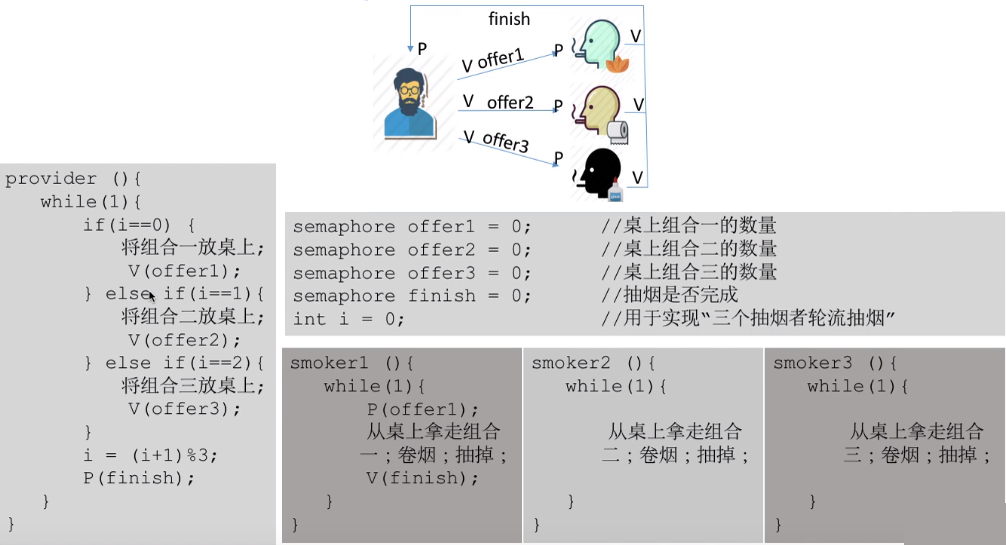 finish
P
V offer1
P
V
V offer2
P
V
V offer3
P
V
provider (){
while(1){
if(i==0) {
将组合一放桌上;
V(offer1);
} else if(i==1){
将组合二放桌上;
V(offer2);
} else if(i==2){
将组合三放桌上;
V(offer3);
}
i = (i+1)%3;
P(finish);
}
}
semaphore offer1 = 0; //桌上组合一的数量
semaphore offer2 = 0; //桌上组合二的数量
semaphore offer3 = 0; //桌上组合三的数量
semaphore finish = 0; //抽烟是否完成
int i = 0; //用于实现“三个抽烟者轮流抽烟”
smoker1 (){
while(1){
P(offer1);
从桌上拿走组合
一；卷烟；抽掉；
V(finish);
}
}
smoker2 (){
while(1){
从桌上拿走组合
二；卷烟；抽掉；
}
}
smoker3 (){
while(1){
从桌上拿走组合
三；卷烟；抽掉；
}
}